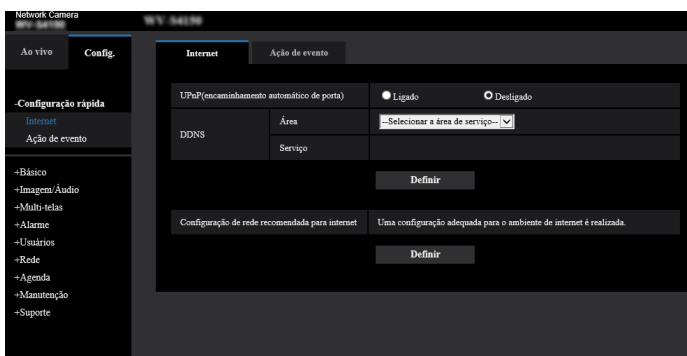 Network Camera
WV-S4150 WV-S4150
Ao vivo Config.
Internet Ação de evento
-Configuração rápida
Internet
Ação de evento
+Básico
+Imagem/Áudio
+Multi-telas
+Alarme
+Usuários
+Rede
+Agenda
+Manutenção
+Suporte
UPnP(encaminhamento automático de porta) Ligado Desligado
DDNS Área --Selecionar a área de serviço--
Serviço
Definir
Configuração de rede recomendada para internet Uma configuração adequada para o ambiente de internet é realizada.
Definir